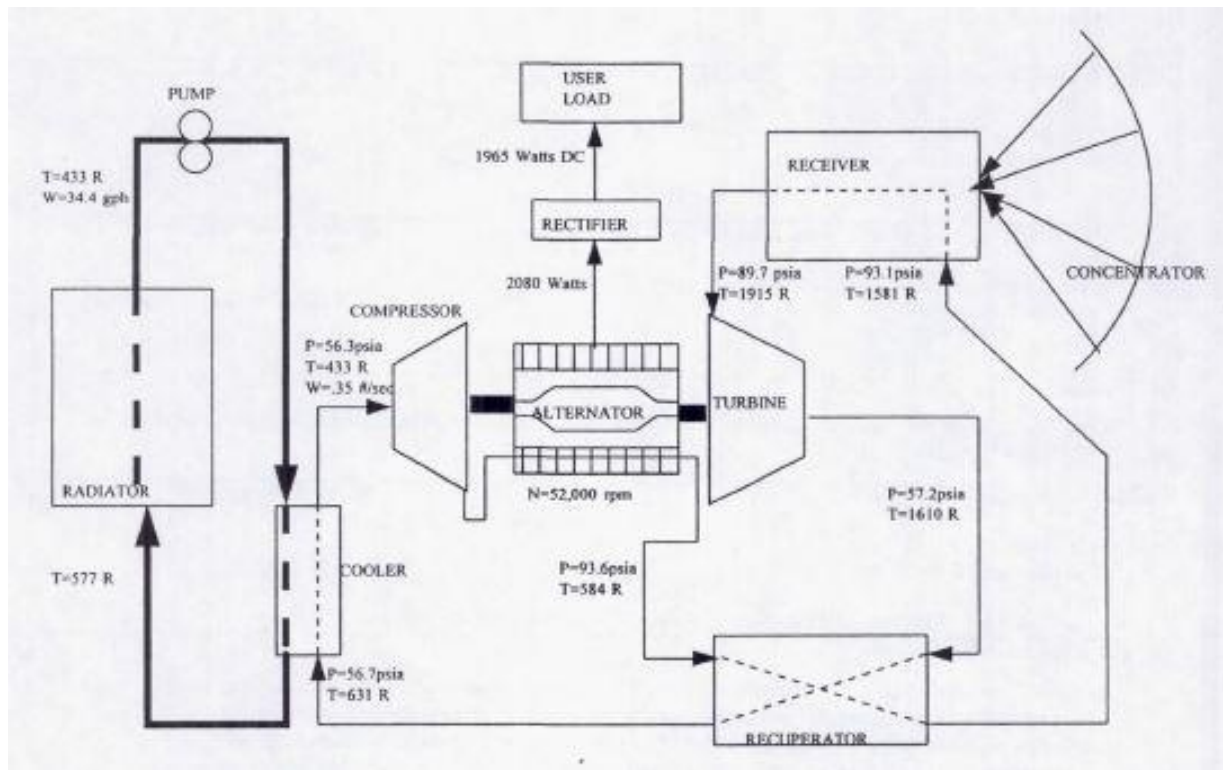 PUMP
USER
LOAD
T=433 R
W=34.4 gph
1965 Watts DC
RECEIVER
RECTIFIER
2080 Watts
P=89.7 psia
T=1915 R
P=93.1psia
T=1581 R
CONCENTRATOR
COMPRESSOR
P=56.3psia
T=433 R
W=.35 #/sec
ALTERNATOR
TURBINE
RADIATOR
N=52,000 rpm
P=57.2psia
T=1610 R
T=577 R
COOLER
P=93.6psia
T=584 R
P=56.7psia
T=631 R
RECUPERATOR